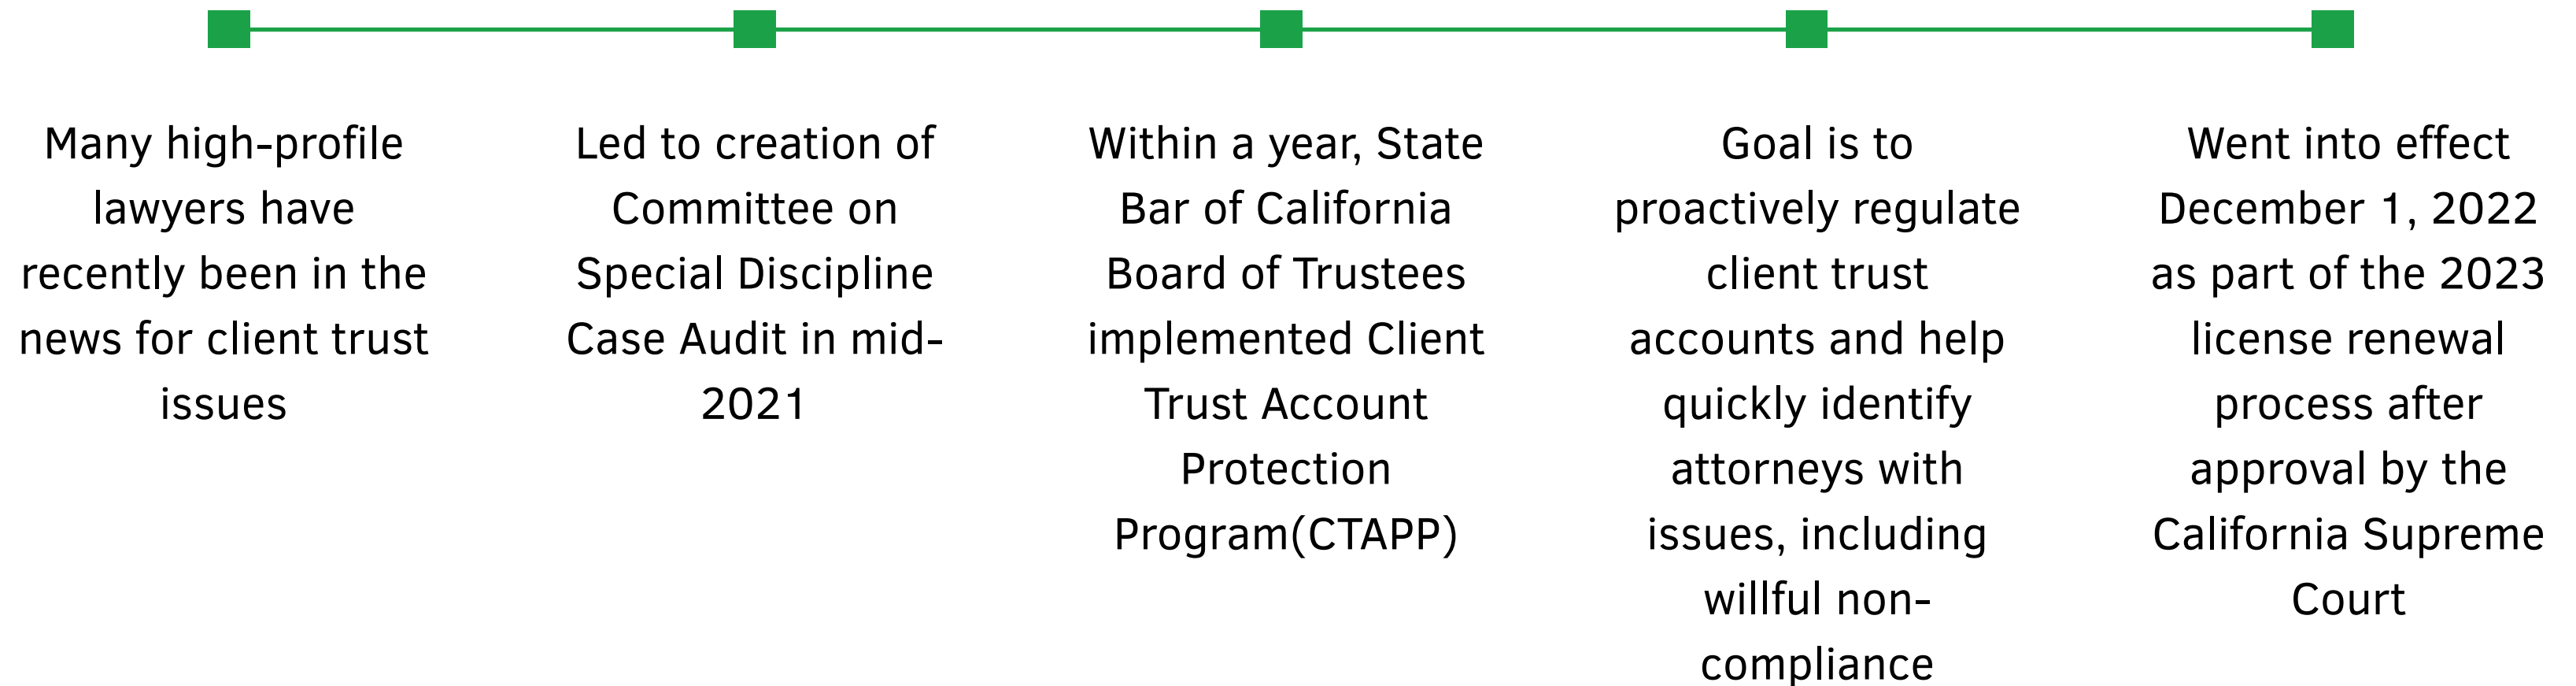 Many high-profile
lawyers have
recently been in the
news for client trust
issues
Led to creation of
Committee on
Special Discipline
Case Audit in mid-
2021
Within a year, State
Bar of California
Board of Trustees
implemented Client
Trust Account
Protection
Program(CTAPP)
Goal is to
proactively regulate
client trust
accounts and help
quickly identify
attorneys with
issues, including
willful non-
compliance
Went into effect
December 1, 2022
as part of the 2023
license renewal
process after
approval by the
California Supreme
Court